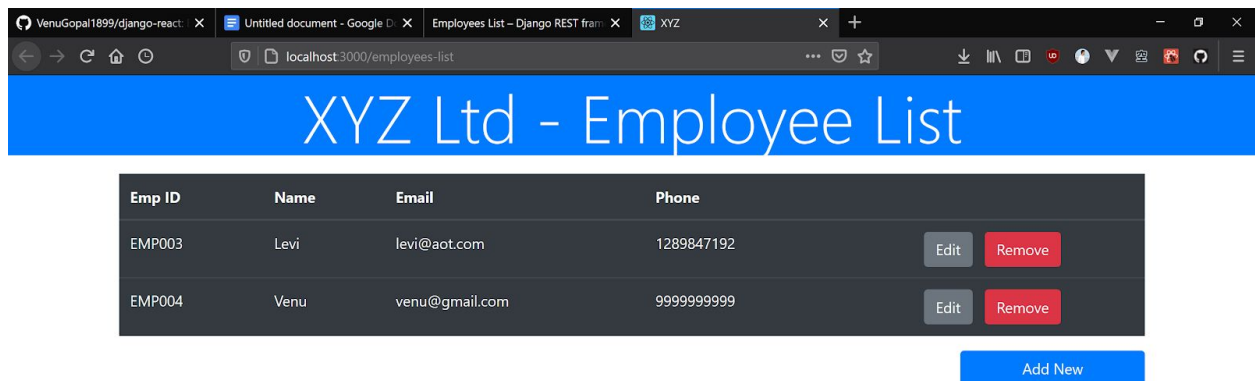 VenuGopal1899/django-react:
Untitled document - Google D
Employees List – Django REST fram
XYZ
localhost:3000/employees-list
XYZ Ltd - Employee List
Emp ID Name Email Phone
EMP003 Levi levi@aot.com 1289847192 Edit Remove
EMP004 Venu venu@gmail.com 9999999999 Edit Remove
Add New